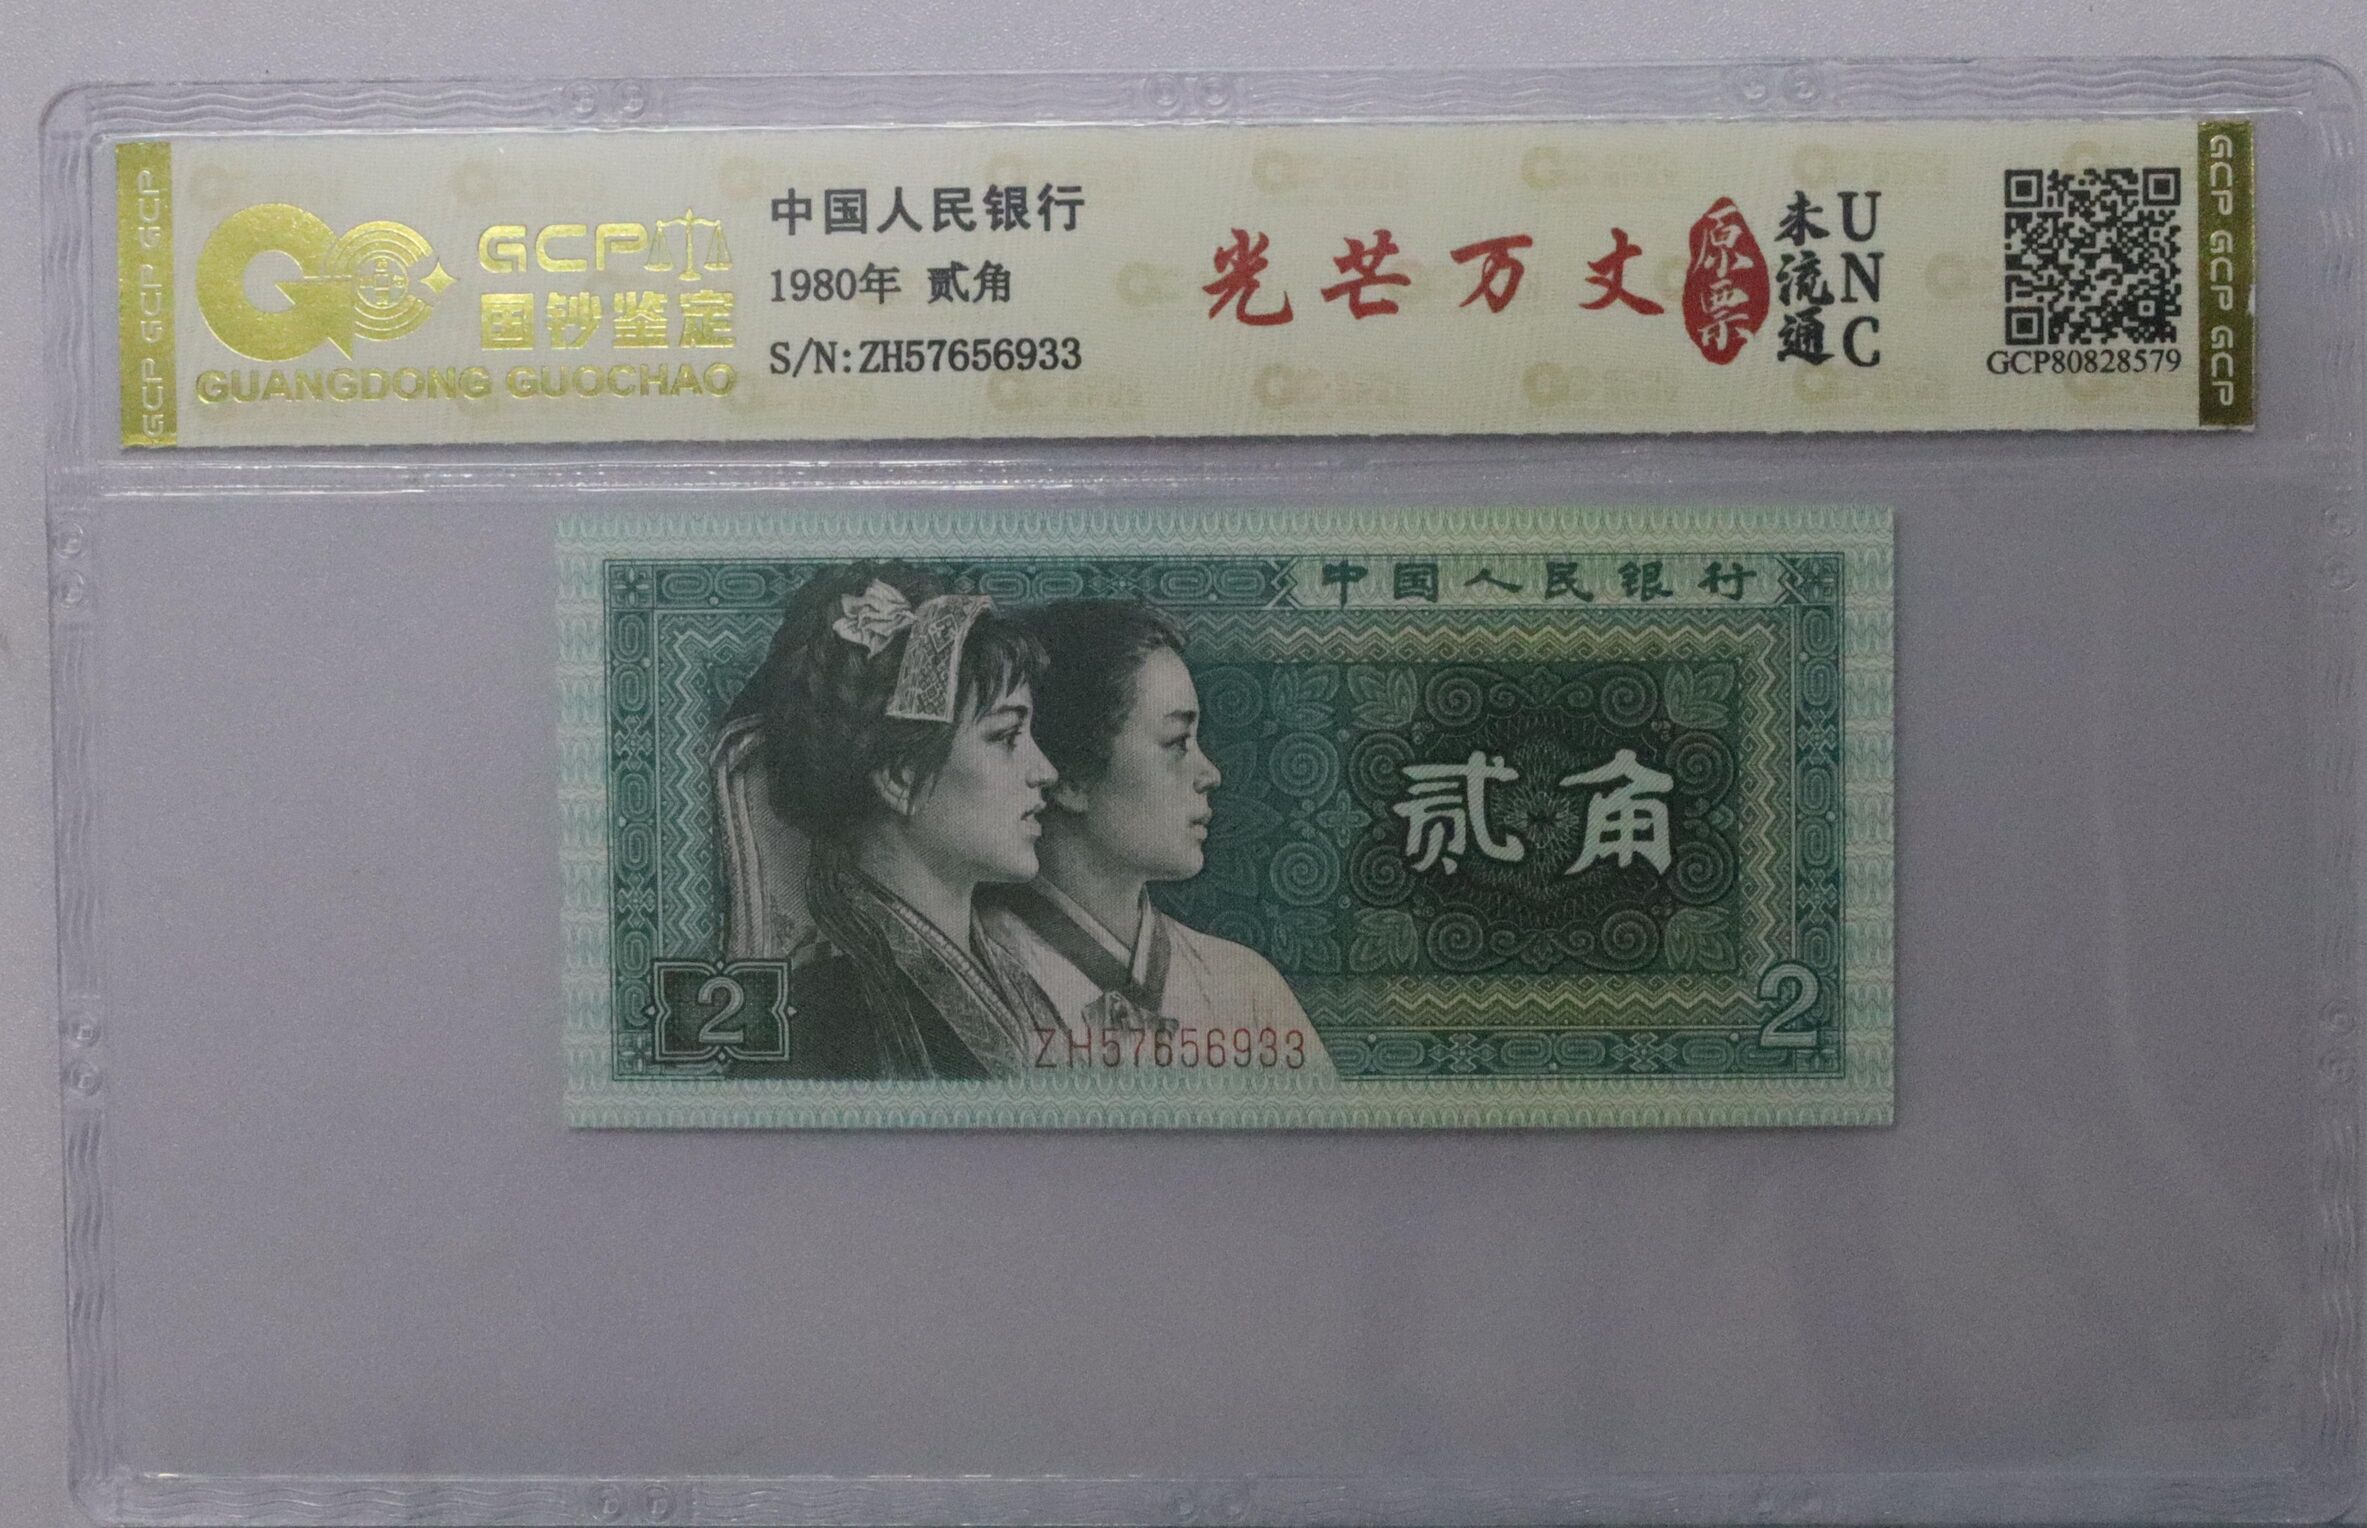 GCP GCP GCP
GCP
国钞鉴定
GUANGDONG GUOCHAO
中国人民银行
1980年 贰角
S/N:ZH57656933
光芒万丈
原票
未流通
UNC
GCP80828579
GCP GCP GCP
中国人民银行
贰角
2
ZH57656933
2